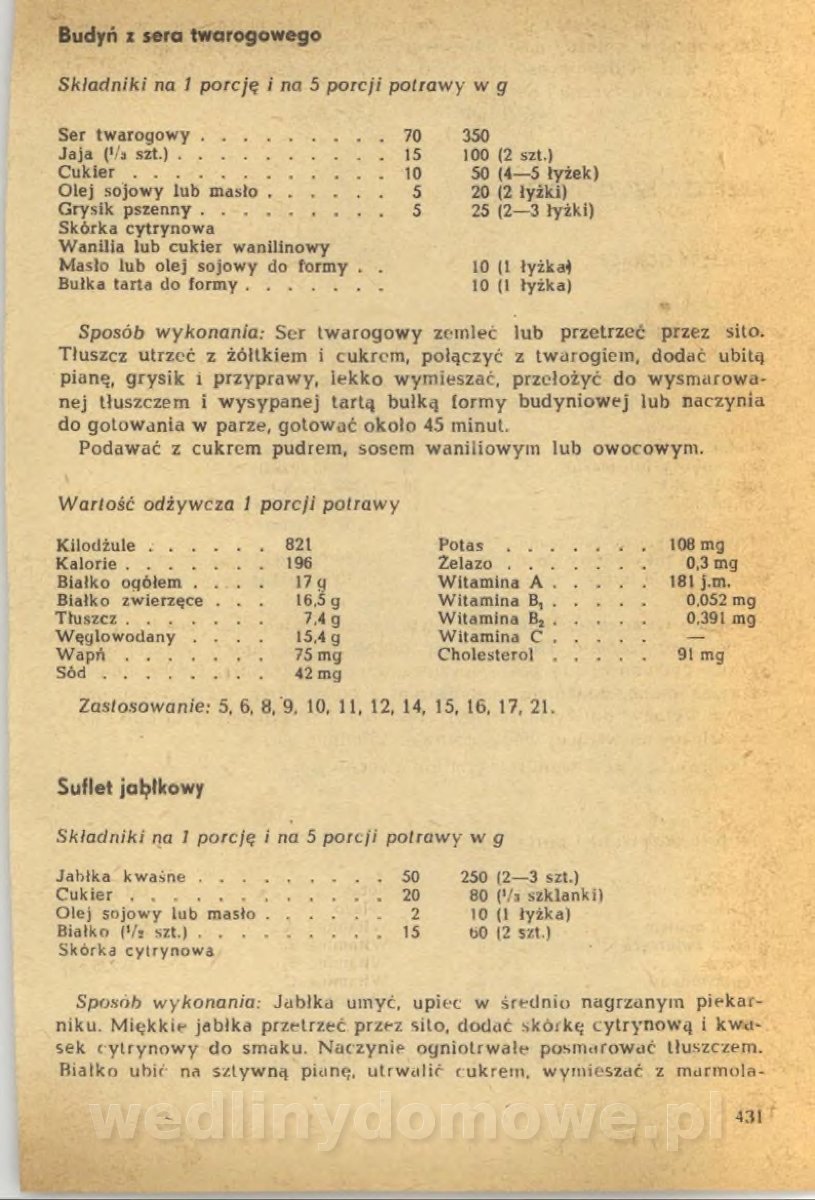 Budyń z sera twarogowego
Składniki na 1 porcję i na 5 porcji potrawy w g
Ser twarogowy . . . . . . . . . 70 350
Jaja (1/3 szt.) . . . . . . . . . . 15 100 (2 szt.)
Cukier . . . . . . . . . . . . 10 50 (4—5 łyżek)
Olej sojowy lub masło . . . . . . 5 20 (2 łyżki)
Grysik pszenny . . . . . . . . . 5 25 (2—3 łyżki)
Skórka cytrynowa
Wanilia lub cukier wanilinowy
Masło lub olej sojowy do formy . . 10 (1 łyżka)
Bułka tarta do formy . . . . . . . 10 (1 łyżka)
Sposób wykonania: Ser twarogowy zemleć lub przetrzeć przez sito.
Tłuszcz utrzeć z żółtkiem i cukrem, połączyć z twarogiem, dodać ubitą
pianę, grysik i przyprawy, lekko wymieszać, przełożyć do wysmarowa-
nej tłuszczem i wysypanej tartą bułką formy budyniowej lub naczynia
do gotowania w parze, gotować około 45 minut.
Podawać z cukrem pudrem, sosem waniliowym lub owocowym.
Wartość odżywcza 1 porcji potrawy
Kilodżule . . . . . . 821 Potas . . . . . . . 108 mg
Kalorie . . . . . . . 196 Żelazo . . . . . . . 0,3 mg
Białko ogółem . . . . 17 g Witamina A . . . . . 181 j.m.
Białko zwierzęce . . . 16,5 g Witamina B₁ . . . . . 0,052 mg
Tłuszcz . . . . . . . 7,4 g Witamina B₂ . . . . . 0,391 mg
Węglowodany . . . . 15,4 g Witamina C . . . . . —
Wapń . . . . . . . 75 mg Cholesterol . . . . . 91 mg
Sód . . . . . . . . 42 mg
Zastosowanie: 5, 6, 8, 9, 10, 11, 12, 14, 15, 16, 17, 21.
Suflet jabłkowy
Składniki na 1 porcję i na 5 porcji potrawy w g
Jabłka kwaśne . . . . . . . . . 50 250 (2—3 szt.)
Cukier . . . . . . . . . . . . 20 80 (1/3 szklanki)
Olej sojowy lub masło . . . . . . 2 10 (1 łyżka)
Białko (1/2 szt.) . . . . . . . . . 15 60 (2 szt.)
Skórka cytrynowa
Sposób wykonania: Jabłka umyć, upiec w średnio nagrzanym piekar-
niku. Miękkie jabłka przetrzeć przez sito, dodać skórkę cytrynową i kwa-
sek cytrynowy do smaku. Naczynie ogniotrwałe posmarować tłuszczem.
Białko ubić na sztywną pianę, utrwalić cukrem, wymieszać z marmola-
431
wedlinydomowe.pl